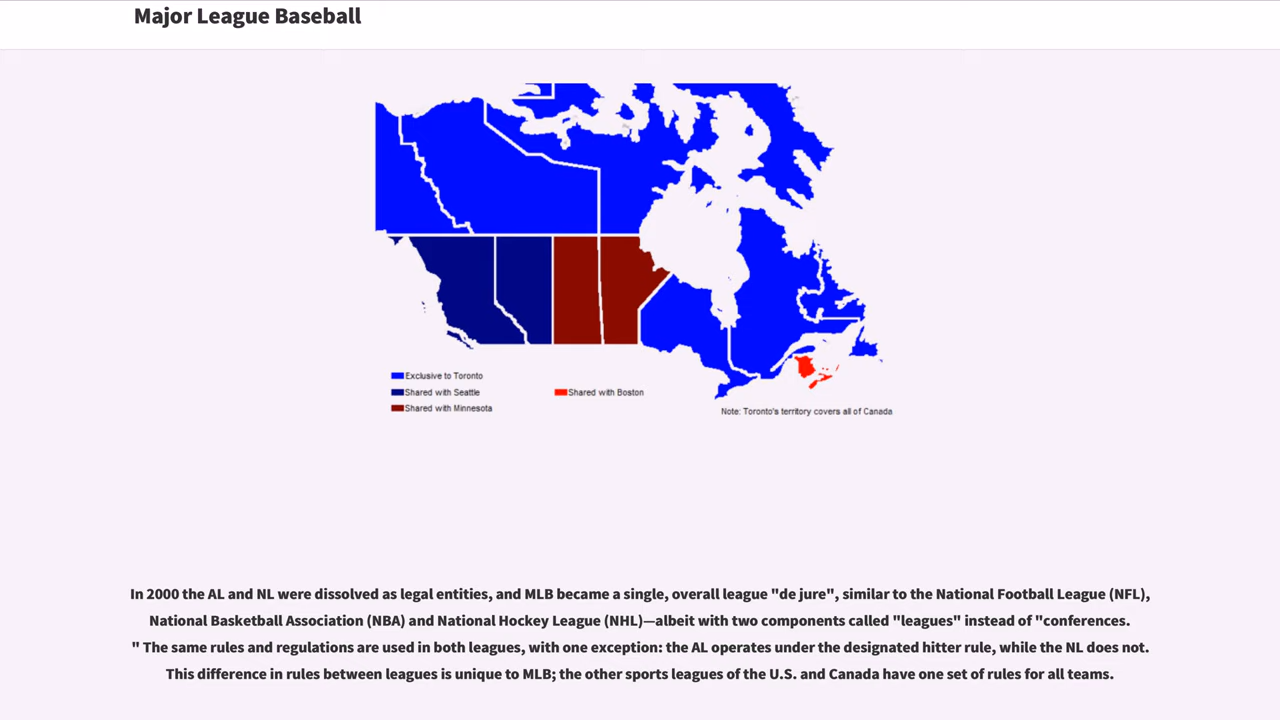 Major League Baseball
Exclusive to Toronto
Shared with Seattle
Shared with Boston
Shared with Minnesota
Note: Toronto's territory covers all of Canada
In 2000 the AL and NL were dissolved as legal entities, and MLB became a single, overall league "de jure", similar to the National Football League (NFL),
National Basketball Association (NBA) and National Hockey League (NHL)—albeit with two components called "leagues" instead of "conferences.
" The same rules and regulations are used in both leagues, with one exception: the AL operates under the designated hitter rule, while the NL does not.
This difference in rules between leagues is unique to MLB; the other sports leagues of the U.S. and Canada have one set of rules for all teams.